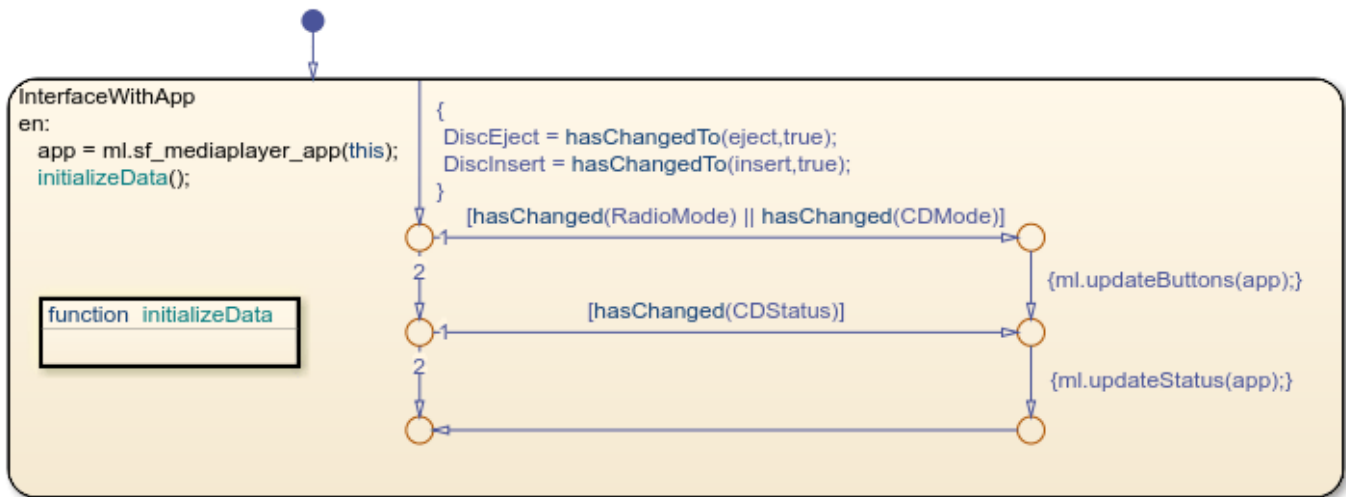 InterfaceWithApp
en:
app = ml.sf_mediaplayer_app(this);
initializeData();
{
DiscEject = hasChangedTo(eject,true);
DiscInsert = hasChangedTo(insert,true);
}
[hasChanged(RadioMode) || hasChanged(CDMode)]
1
2
{ml.updateButtons(app);}
function initializeData
[hasChanged(CDStatus)]
1
2
{ml.updateStatus(app);}